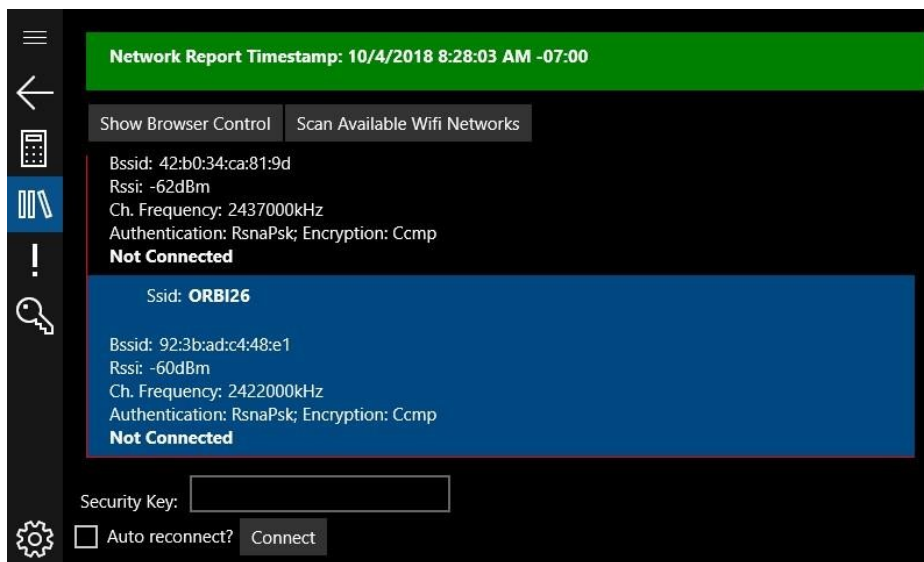 Network Report Timestamp: 10/4/2018 8:28:03 AM -07:00
Show Browser Control Scan Available Wifi Networks
Bssid: 42:b0:34:ca:81:9d
Rssi: -62dBm
Ch. Frequency: 2437000kHz
Authentication: RsnaPsk; Encryption: Ccmp
Not Connected
Ssid: ORBI26
Bssid: 92:3b:ad:c4:48:e1
Rssi: -60dBm
Ch. Frequency: 2422000kHz
Authentication: RsnaPsk; Encryption: Ccmp
Not Connected
Security Key:
Auto reconnect? Connect